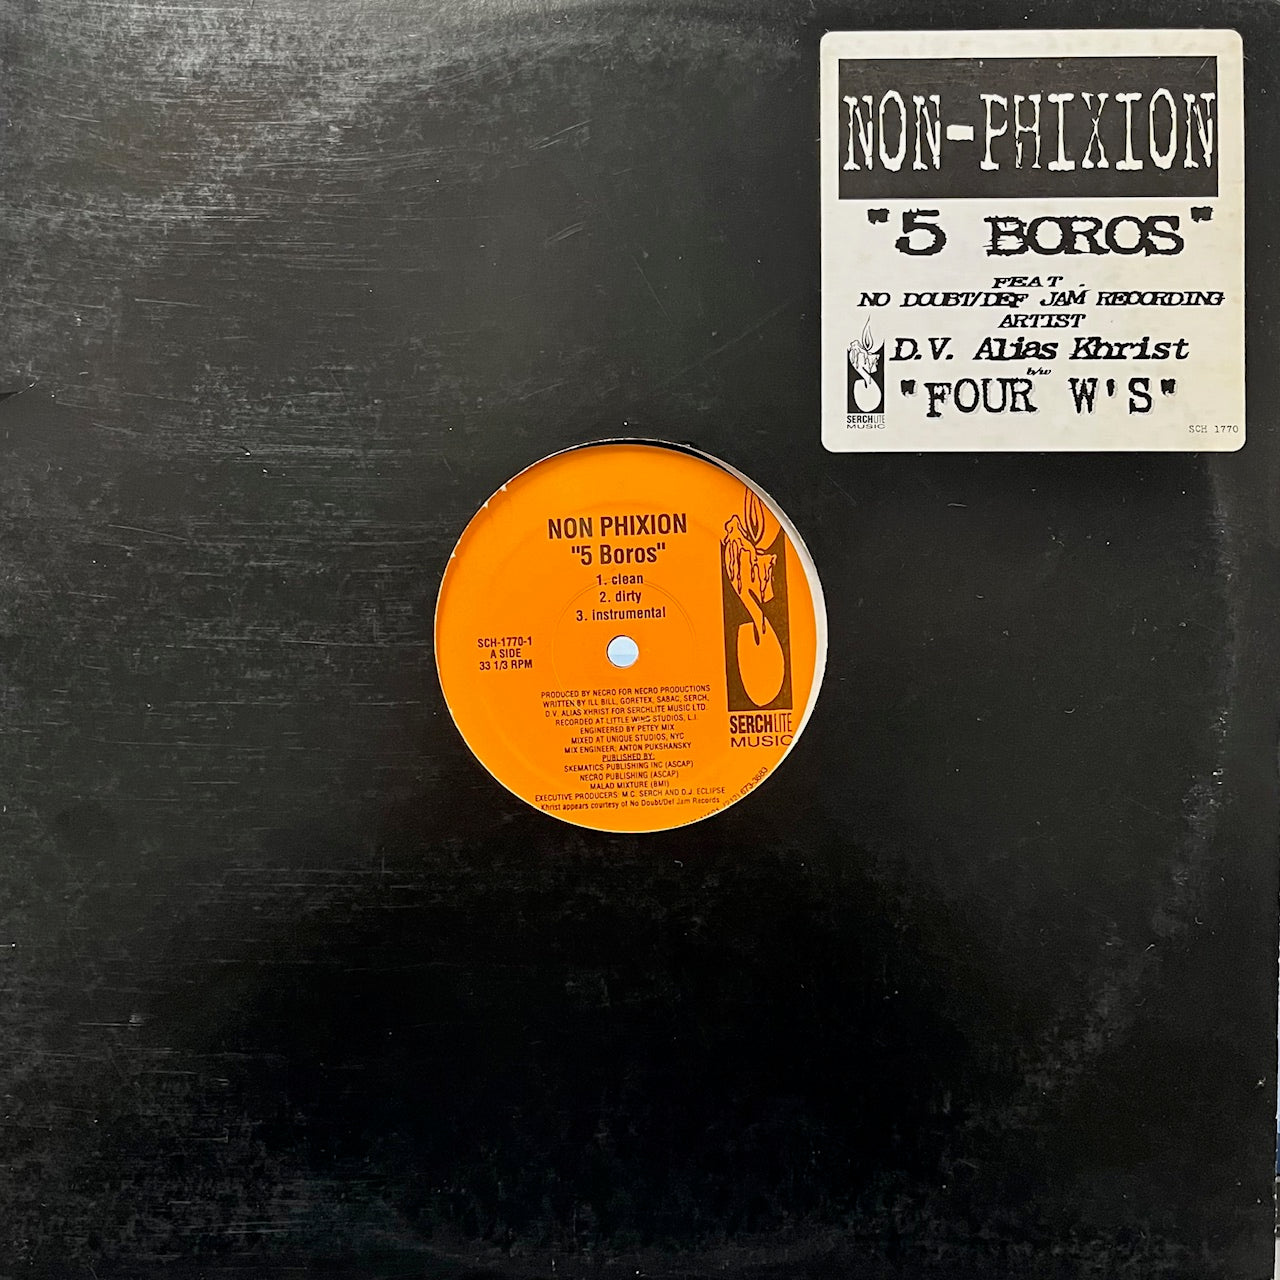 NON-PHIXION
"5 BOROS"
FEAT.
NO DOUBT/DEF JAM RECORDING
ARTIST
D.V. Alias Khrist
b/w
"FOUR W'S"
SERCHLITE
MUSIC
SCH 1770
NON PHIXION
"5 Boros"
1. clean
2. dirty
3. instrumental
SCH-1770-1
A SIDE
33 1/3 RPM
PRODUCED BY NECRO FOR NECRO PRODUCTIONS
WRITTEN BY ILL BILL, GORETEX, SABAC, SERCH,
D.V. ALIAS KHRIST FOR SERCHLITE MUSIC LTD.
RECORDED AT LITTLE WING STUDIOS, L.I.
ENGINEERED BY PETEY MIX
MIXED AT UNIQUE STUDIOS, NYC
MIX ENGINEER; ANTON PUKSHANSKY
PUBLISHED BY:
SKEMATICS PUBLISHING INC (ASCAP)
NECRO PUBLISHING (ASCAP)
MALAD MIXTURE (BMI)
EXECUTIVE PRODUCERS: M.C. SERCH AND D.J. ECLIPSE
Khrist appears courtesy of No Doubt/Def Jam Records
SERCHLITE
MUSIC